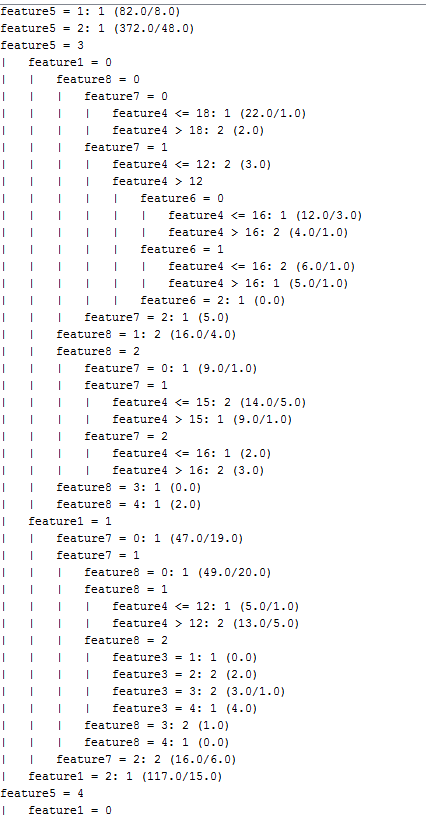 feature5 = 1: 1 (82.0/8.0)
feature5 = 2: 1 (372.0/48.0)
feature5 = 3
|   feature1 = 0
|   |   feature8 = 0
|   |   |   feature7 = 0
|   |   |   |   feature4 <= 18: 1 (22.0/1.0)
|   |   |   |   feature4 > 18: 2 (2.0)
|   |   |   feature7 = 1
|   |   |   |   feature4 <= 12: 2 (3.0)
|   |   |   |   feature4 > 12
|   |   |   |   |   feature6 = 0
|   |   |   |   |   |   feature4 <= 16: 1 (12.0/3.0)
|   |   |   |   |   |   feature4 > 16: 2 (4.0/1.0)
|   |   |   |   |   feature6 = 1
|   |   |   |   |   |   feature4 <= 16: 2 (6.0/1.0)
|   |   |   |   |   |   feature4 > 16: 1 (5.0/1.0)
|   |   |   |   |   feature6 = 2: 1 (0.0)
|   |   |   feature7 = 2: 1 (5.0)
|   |   feature8 = 1: 2 (16.0/4.0)
|   |   feature8 = 2
|   |   |   feature7 = 0: 1 (9.0/1.0)
|   |   |   feature7 = 1
|   |   |   |   feature4 <= 15: 2 (14.0/5.0)
|   |   |   |   feature4 > 15: 1 (9.0/1.0)
|   |   |   feature7 = 2
|   |   |   |   feature4 <= 16: 1 (2.0)
|   |   |   |   feature4 > 16: 2 (3.0)
|   |   feature8 = 3: 1 (0.0)
|   |   feature8 = 4: 1 (2.0)
|   feature1 = 1
|   |   feature7 = 0: 1 (47.0/19.0)
|   |   feature7 = 1
|   |   |   feature8 = 0: 1 (49.0/20.0)
|   |   |   feature8 = 1
|   |   |   |   feature4 <= 12: 1 (5.0/1.0)
|   |   |   |   feature4 > 12: 2 (13.0/5.0)
|   |   |   feature8 = 2
|   |   |   |   feature3 = 1: 1 (0.0)
|   |   |   |   feature3 = 2: 2 (2.0)
|   |   |   |   feature3 = 3: 2 (3.0/1.0)
|   |   |   |   feature3 = 4: 1 (4.0)
|   |   |   feature8 = 3: 2 (1.0)
|   |   |   feature8 = 4: 1 (0.0)
|   |   feature7 = 2: 2 (16.0/6.0)
|   feature1 = 2: 1 (117.0/15.0)
feature5 = 4
|   feature1 = 0